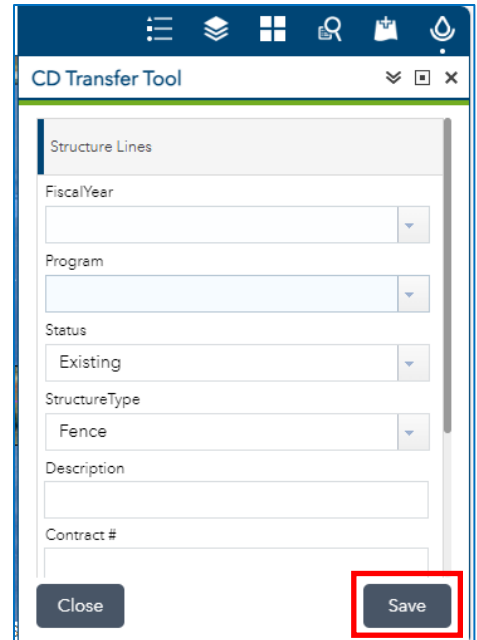 CD Transfer Tool
Structure Lines
FiscalYear
Program
Status
Existing
StructureType
Fence
Description
Contract #
Close
Save